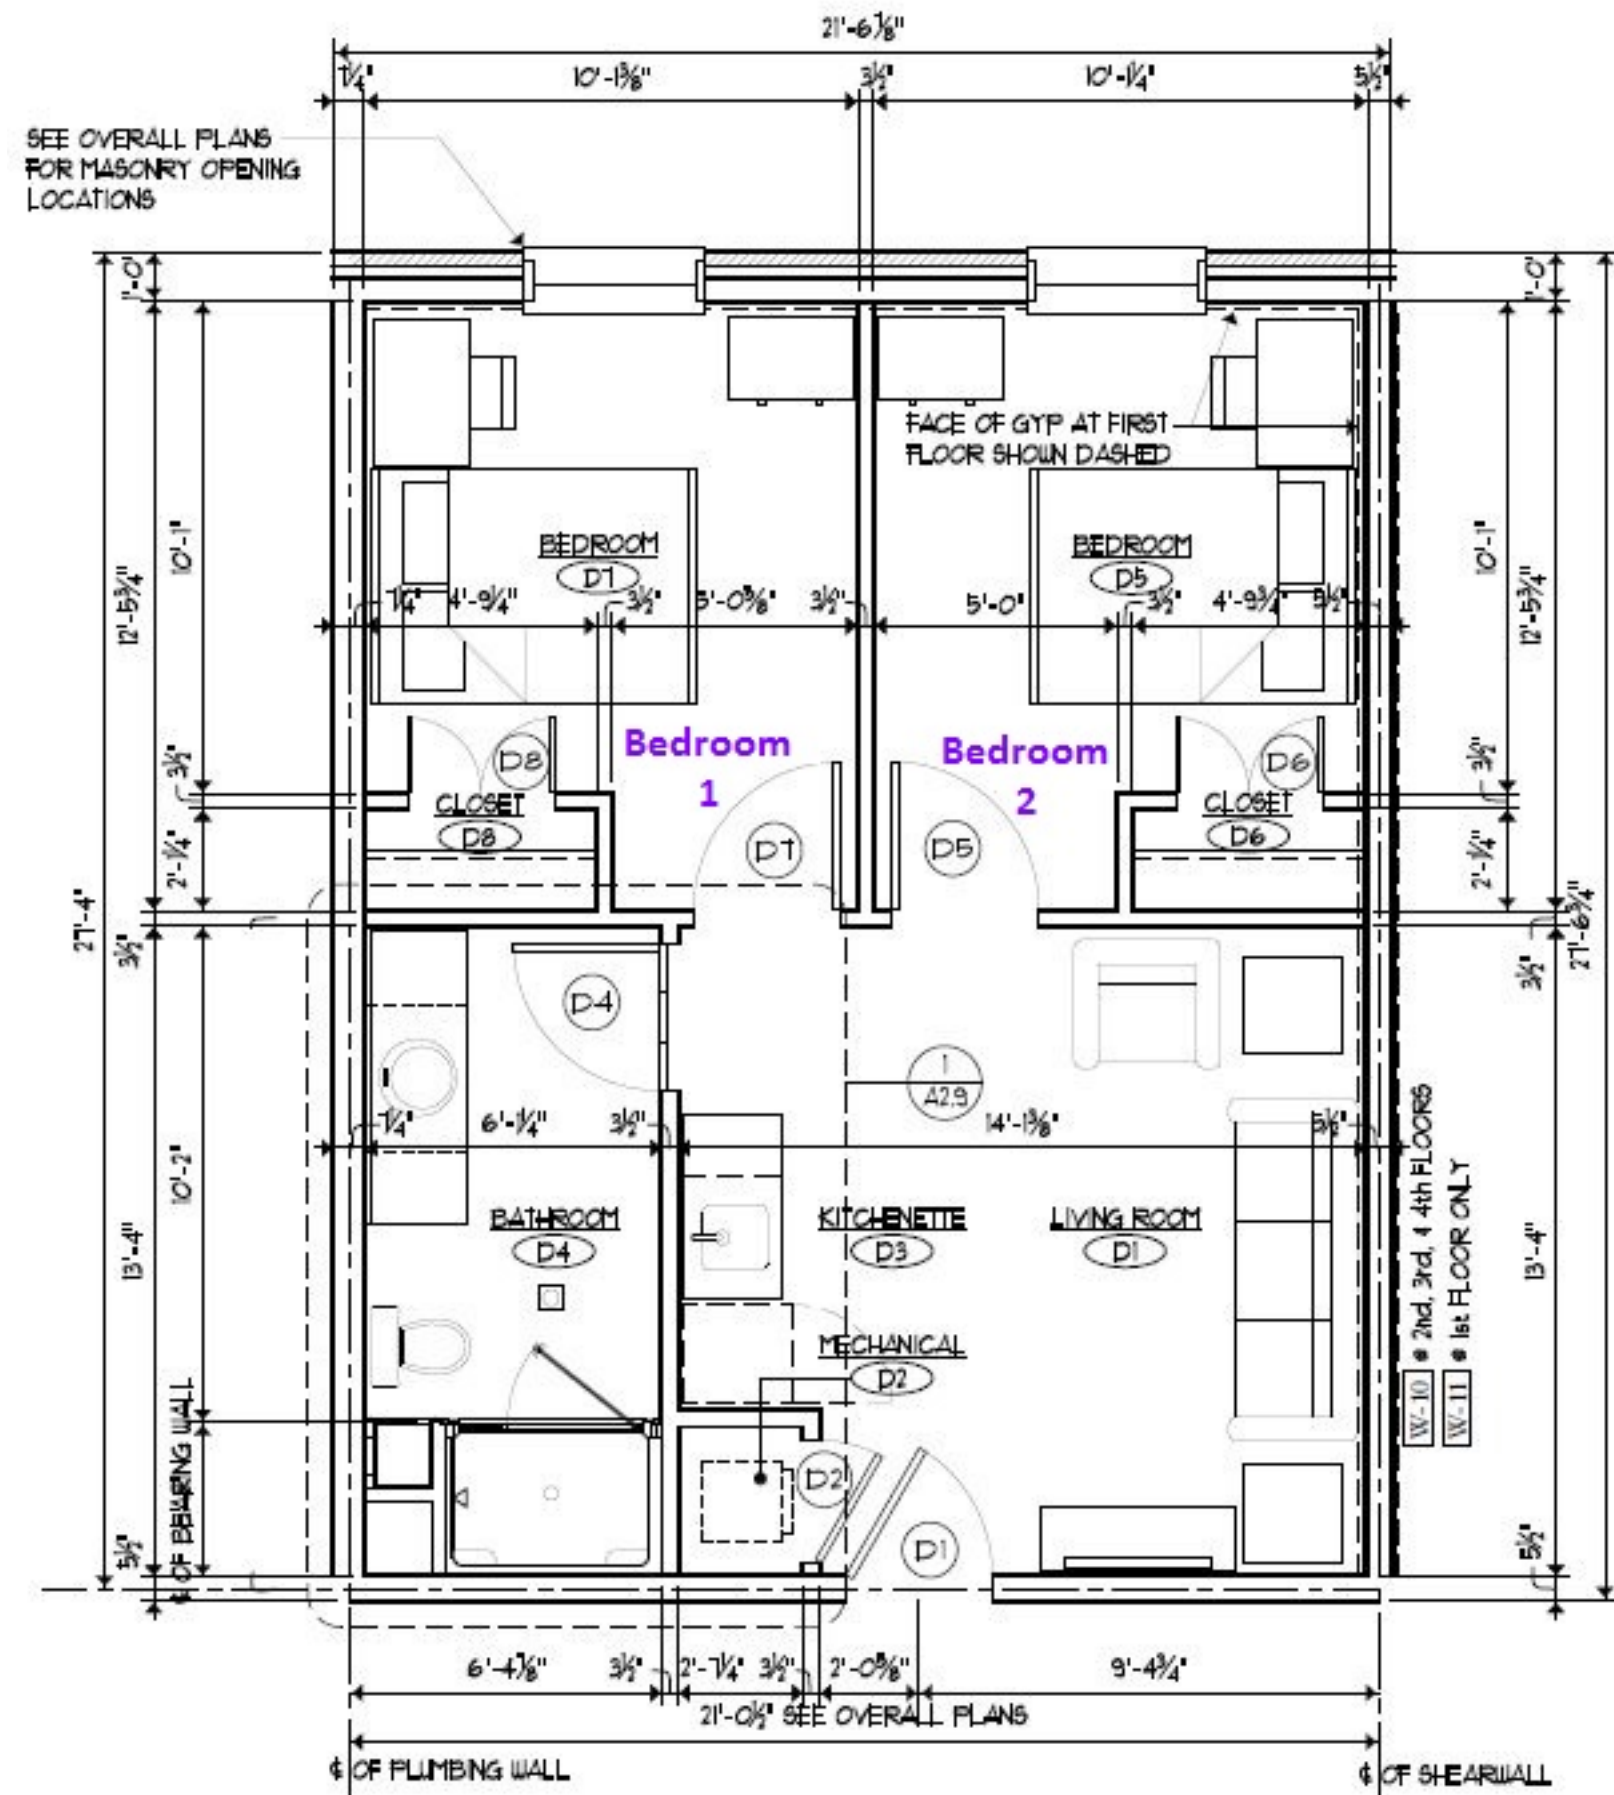 21'-6⅞"
10'-1⅜"
3½"
10'-1¼"
5½"
SEE OVERALL PLANS
FOR MASONRY OPENING
LOCATIONS
1'-0"
1'-0"
FACE OF GYP AT FIRST
FLOOR SHOWN DASHED
BEDROOM
D7
BEDROOM
D5
10'-1"
10'-1"
12'-5¾"
12'-5¾"
4'-9¼"
3½"
5'-0⅜"
3½"
5'-0"
3½"
4'-9¾"
5½"
Bedroom
1
Bedroom
2
D8
D6
3½"
3½"
CLOSET
D8
CLOSET
D6
D7
D5
2'-1¼"
2'-1¼"
27'-4"
27'-6¾"
3½"
3½"
D4
1
A2.9
6'-1¼"
3½"
14'-1⅜"
5½"
10'-2"
13'-4"
13'-4"
BATHROOM
D4
KITCHENETTE
D3
LIVING ROOM
D1
MECHANICAL
D2
W-10 @ 2nd, 3rd, & 4th FLOORS
W-11 @ 1st FLOOR ONLY
℄ OF BEARING WALL
D2
D1
5½"
5½"
6'-4⅞"
3½"
2'-7¼"
3½"
2'-0⅝"
9'-4¾"
21'-0½" SEE OVERALL PLANS
℄ OF PLUMBING WALL
℄ OF SHEARWALL